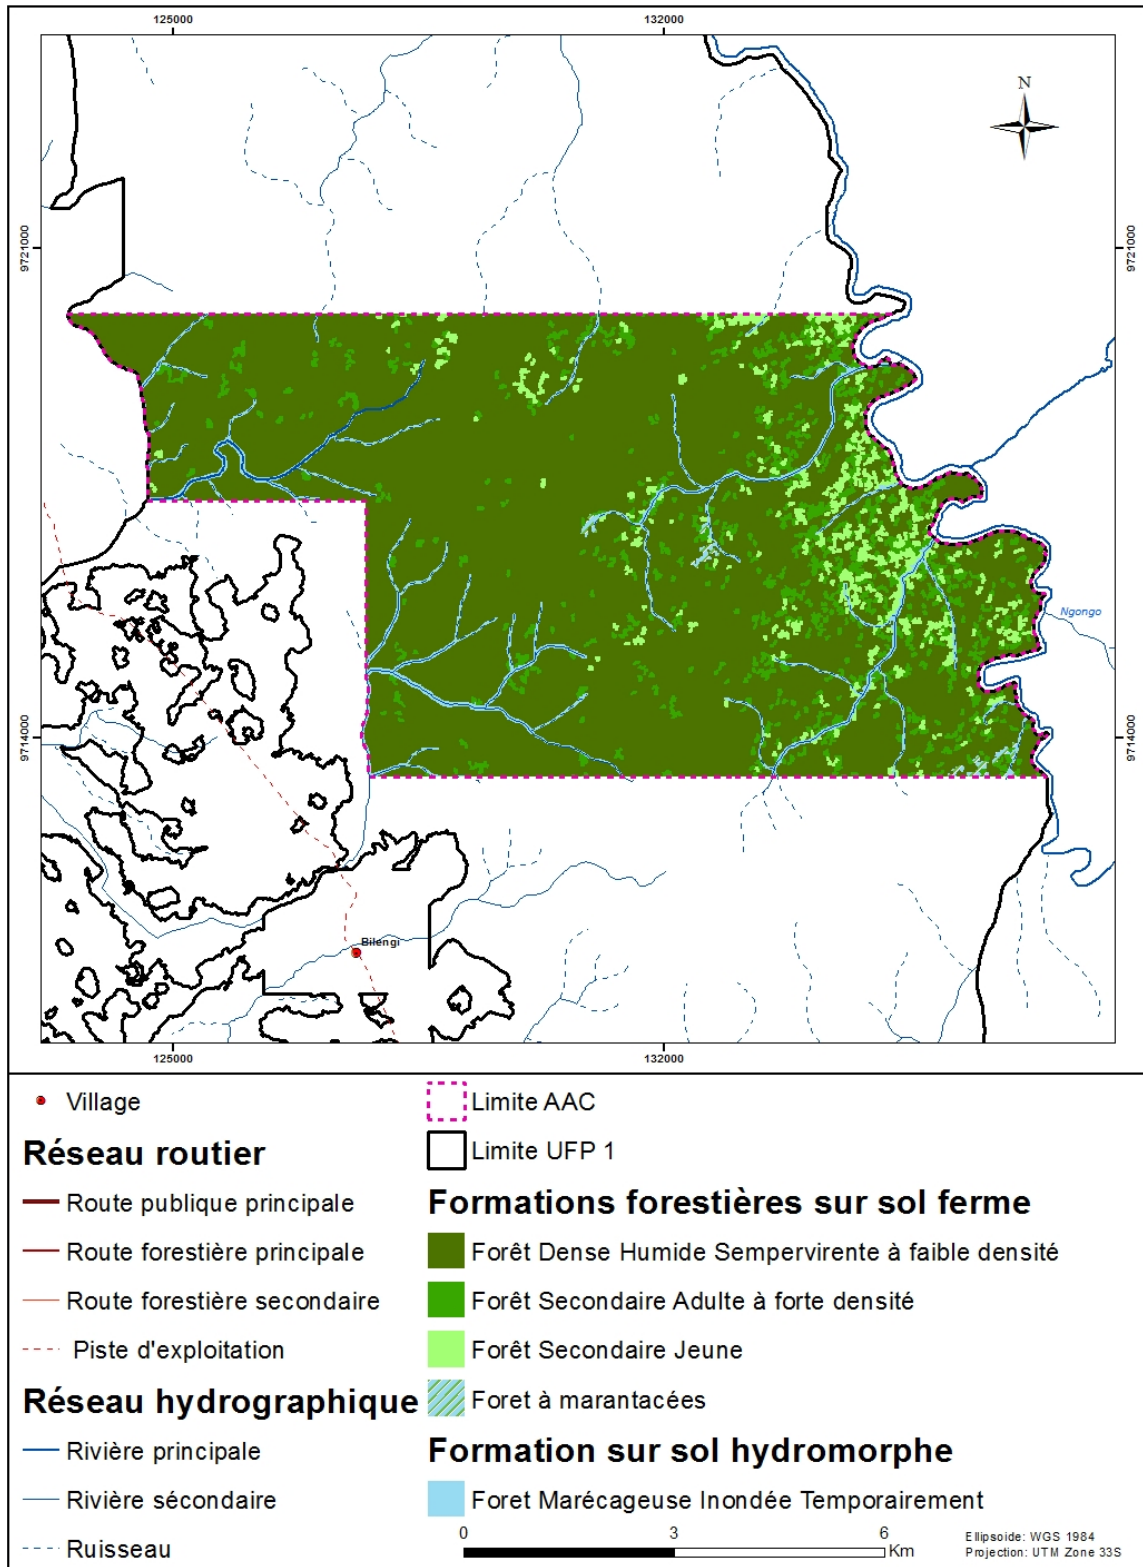 125000
132000
N
9721000
9721000
Ngongo
9714000
9714000
Bilengi
125000
132000
Village
Réseau routier
Route publique principale
Route forestière principale
Route forestière secondaire
Piste d'exploitation
Réseau hydrographique
Rivière principale
Rivière sécondaire
Ruisseau
Limite AAC
Limite UFP 1
Formations forestières sur sol ferme
Forêt Dense Humide Sempervirente à faible densité
Forêt Secondaire Adulte à forte densité
Forêt Secondaire Jeune
Foret à marantacées
Formation sur sol hydromorphe
Foret Marécageuse Inondée Temporairement
0 3 6
Km
Ellipsoide: WGS 1984
Projection: UTM Zone 33S